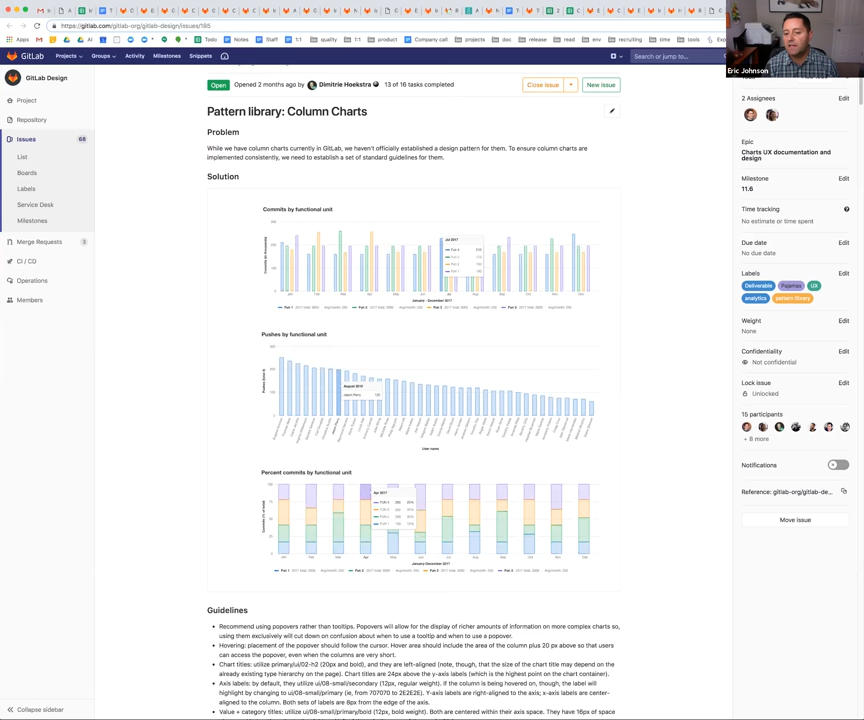 https://gitlab.com/gitlab-org/gitlab-design/issues/185
Apps
Todo
Notes
Staff
1:1
quality
1:1
product
Company call
projects
doc
release
read
env
recruiting
time
tools
GitLab
Projects
Groups
Activity
Milestones
Snippets
Search or jump to...
Eric Johnson
GitLab Design
Project
Repository
Issues 68
List
Boards
Labels
Service Desk
Milestones
Merge Requests 3
CI / CD
Operations
Members
Collapse sidebar
Open Opened 2 months ago by Dimitrie Hoekstra 13 of 16 tasks completed
Close issue
New issue
Pattern library: Column Charts
Problem
While we have column charts currently in GitLab, we haven't officially established a design pattern for them. To ensure column charts are
implemented consistently, we need to establish a set of standard guidelines for them.
Solution
Commits by functional unit
Jul 2017
January - December 2017
Pushes by functional unit
August 2016
User name
Percent commits by functional unit
Apr 2017
January-December 2017
Guidelines
Recommend using popovers rather than tooltips. Popovers will allow for the display of richer amounts of information on more complex charts so,
using them exclusively will cut down on confusion about when to use a tooltip and when to use a popover.
Hovering: placement of the popover should follow the cursor. Hover area should include the area of the column plus 20 px above so that users
can access the popover, even when the columns are very short.
Chart titles: utilize primary/ui/02-h2 (20px and bold), and they are left-aligned (note, though, that the size of the chart title may depend on the
already existing type hierarchy on the page). Chart titles are 24px above the y-axis labels (which is the highest point on the chart container).
Axis labels: by default, they utilize ui/08-small/secondary (12px, regular weight). If the column is being hovered on, though, the label will
highlight by changing to ui/08-small/primary (ie, from 707070 to 2E2E2E). Y-axis labels are right-aligned to the axis; x-axis labels are center-
aligned to the column. Both sets of labels are 8px from the edge of the axis.
Value + category titles: utilize ui/08-small/primary/bold (12px, bold weight). Both are centered within their axis space. They have 16px of space
2 Assignees Edit
Epic
Charts UX documentation and
design
Milestone Edit
11.6
Time tracking
No estimate or time spent
Due date Edit
No due date
Labels Edit
Deliverable Pajamas UX
analytics pattern library
Weight Edit
None
Confidentiality Edit
Not confidential
Lock issue Edit
Unlocked
15 participants
+ 8 more
Notifications
Reference: gitlab-org/gitlab-de...
Move issue